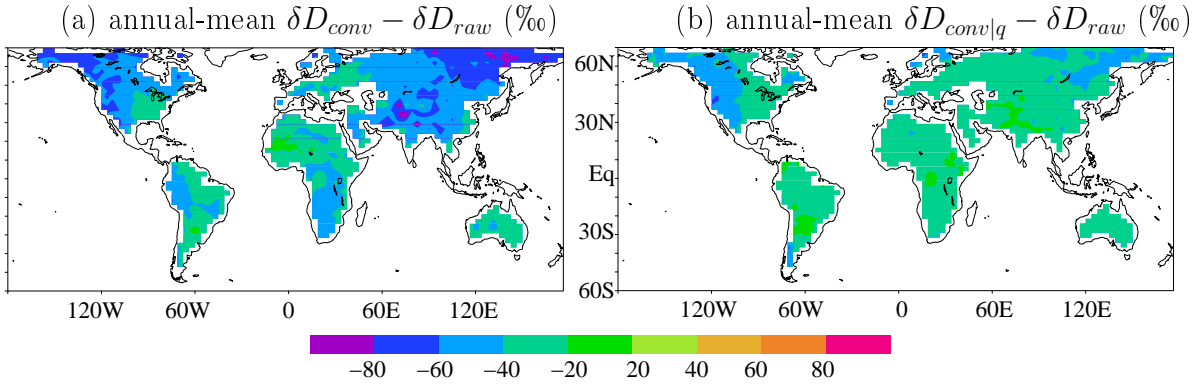 (a) annual-mean δD_conv − δD_raw (‰)
(b) annual-mean δD_conv|q − δD_raw (‰)
60N
30N
Eq
30S
60S
120W 60W 0 60E 120E
120W 60W 0 60E 120E
−80 −60 −40 −20 20 40 60 80